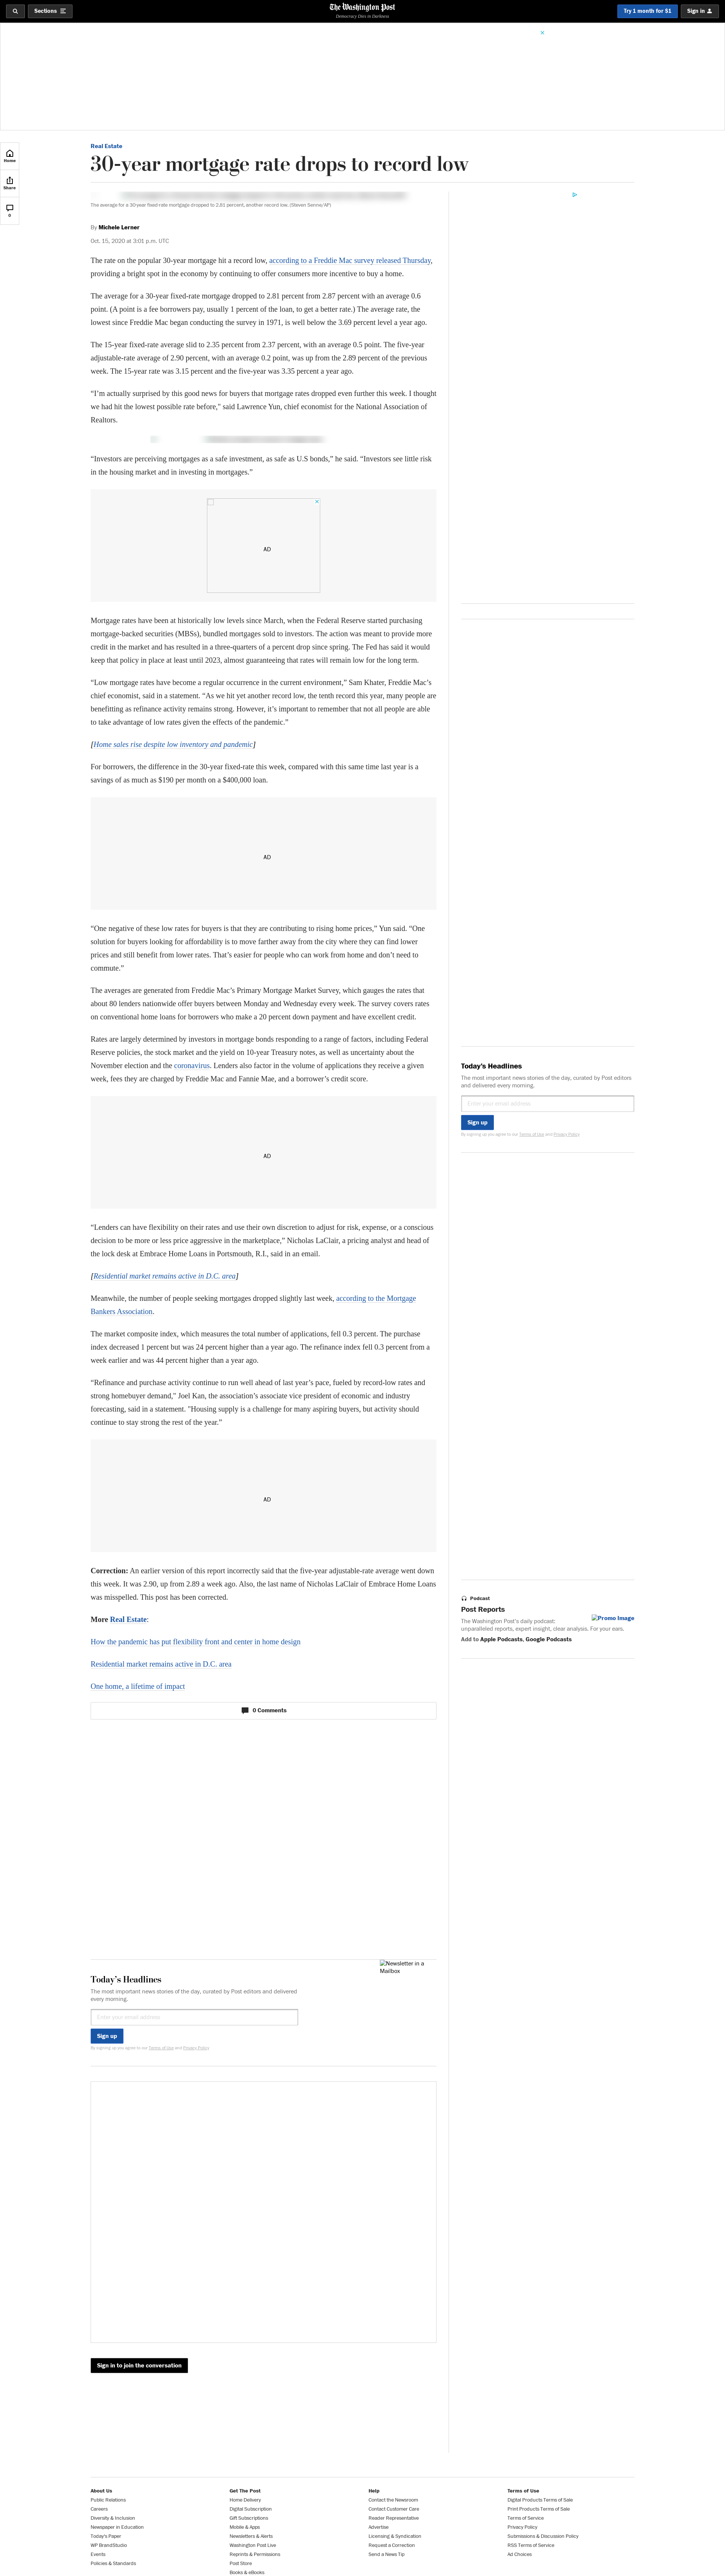 Sections
The Washington Post
Democracy Dies in Darkness
Try 1 month for $1
Sign in
Home
Share
0
Real Estate
30-year mortgage rate drops to record low
The average for a 30-year fixed-rate mortgage dropped to 2.81 percent, another record low. (Steven Senne/AP)
By Michele Lerner
Oct. 15, 2020 at 3:01 p.m. UTC
The rate on the popular 30-year mortgage hit a record low, according to a Freddie Mac survey released Thursday,
providing a bright spot in the economy by continuing to offer consumers more incentive to buy a home.
The average for a 30-year fixed-rate mortgage dropped to 2.81 percent from 2.87 percent with an average 0.6
point. (A point is a fee borrowers pay, usually 1 percent of the loan, to get a better rate.) The average rate, the
lowest since Freddie Mac began conducting the survey in 1971, is well below the 3.69 percent level a year ago.
The 15-year fixed-rate average slid to 2.35 percent from 2.37 percent, with an average 0.5 point. The five-year
adjustable-rate average of 2.90 percent, with an average 0.2 point, was up from the 2.89 percent of the previous
week. The 15-year rate was 3.15 percent and the five-year was 3.35 percent a year ago.
“I’m actually surprised by this good news for buyers that mortgage rates dropped even further this week. I thought
we had hit the lowest possible rate before," said Lawrence Yun, chief economist for the National Association of
Realtors.
“Investors are perceiving mortgages as a safe investment, as safe as U.S bonds,” he said. “Investors see little risk
in the housing market and in investing in mortgages.”
AD
Mortgage rates have been at historically low levels since March, when the Federal Reserve started purchasing
mortgage-backed securities (MBSs), bundled mortgages sold to investors. The action was meant to provide more
credit in the market and has resulted in a three-quarters of a percent drop since spring. The Fed has said it would
keep that policy in place at least until 2023, almost guaranteeing that rates will remain low for the long term.
“Low mortgage rates have become a regular occurrence in the current environment,” Sam Khater, Freddie Mac’s
chief economist, said in a statement. “As we hit yet another record low, the tenth record this year, many people are
benefitting as refinance activity remains strong. However, it’s important to remember that not all people are able
to take advantage of low rates given the effects of the pandemic.”
[Home sales rise despite low inventory and pandemic]
For borrowers, the difference in the 30-year fixed-rate this week, compared with this same time last year is a
savings of as much as $190 per month on a $400,000 loan.
AD
“One negative of these low rates for buyers is that they are contributing to rising home prices,” Yun said. “One
solution for buyers looking for affordability is to move farther away from the city where they can find lower
prices and still benefit from lower rates. That’s easier for people who can work from home and don’t need to
commute.”
The averages are generated from Freddie Mac’s Primary Mortgage Market Survey, which gauges the rates that
about 80 lenders nationwide offer buyers between Monday and Wednesday every week. The survey covers rates
on conventional home loans for borrowers who make a 20 percent down payment and have excellent credit.
Rates are largely determined by investors in mortgage bonds responding to a range of factors, including Federal
Reserve policies, the stock market and the yield on 10-year Treasury notes, as well as uncertainty about the
November election and the coronavirus. Lenders also factor in the volume of applications they receive a given
week, fees they are charged by Freddie Mac and Fannie Mae, and a borrower’s credit score.
AD
“Lenders can have flexibility on their rates and use their own discretion to adjust for risk, expense, or a conscious
decision to be more or less price aggressive in the marketplace,” Nicholas LaClair, a pricing analyst and head of
the lock desk at Embrace Home Loans in Portsmouth, R.I., said in an email.
[Residential market remains active in D.C. area]
Meanwhile, the number of people seeking mortgages dropped slightly last week, according to the Mortgage
Bankers Association.
The market composite index, which measures the total number of applications, fell 0.3 percent. The purchase
index decreased 1 percent but was 24 percent higher than a year ago. The refinance index fell 0.3 percent from a
week earlier and was 44 percent higher than a year ago.
“Refinance and purchase activity continue to run well ahead of last year’s pace, fueled by record-low rates and
strong homebuyer demand," Joel Kan, the association’s associate vice president of economic and industry
forecasting, said in a statement. "Housing supply is a challenge for many aspiring buyers, but activity should
continue to stay strong the rest of the year.”
AD
Correction: An earlier version of this report incorrectly said that the five-year adjustable-rate average went down
this week. It was 2.90, up from 2.89 a week ago. Also, the last name of Nicholas LaClair of Embrace Home Loans
was misspelled. This post has been corrected.
More Real Estate:
How the pandemic has put flexibility front and center in home design
Residential market remains active in D.C. area
One home, a lifetime of impact
0 Comments
Today’s Headlines
The most important news stories of the day, curated by Post editors and delivered
every morning.
Newsletter in a
Mailbox
Enter your email address
Sign up
By signing up you agree to our Terms of Use and Privacy Policy
Sign in to join the conversation
Today’s Headlines
The most important news stories of the day, curated by Post editors
and delivered every morning.
Enter your email address
Sign up
By signing up you agree to our Terms of Use and Privacy Policy
Podcast
Post Reports
Promo Image
The Washington Post’s daily podcast:
unparalleled reports, expert insight, clear analysis. For your ears.
Add to Apple Podcasts, Google Podcasts
About Us
Public Relations
Careers
Diversity & Inclusion
Newspaper in Education
Today's Paper
WP BrandStudio
Events
Policies & Standards
Get The Post
Home Delivery
Digital Subscription
Gift Subscriptions
Mobile & Apps
Newsletters & Alerts
Washington Post Live
Reprints & Permissions
Post Store
Books & eBooks
Help
Contact the Newsroom
Contact Customer Care
Reader Representative
Advertise
Licensing & Syndication
Request a Correction
Send a News Tip
Terms of Use
Digital Products Terms of Sale
Print Products Terms of Sale
Terms of Service
Privacy Policy
Submissions & Discussion Policy
RSS Terms of Service
Ad Choices